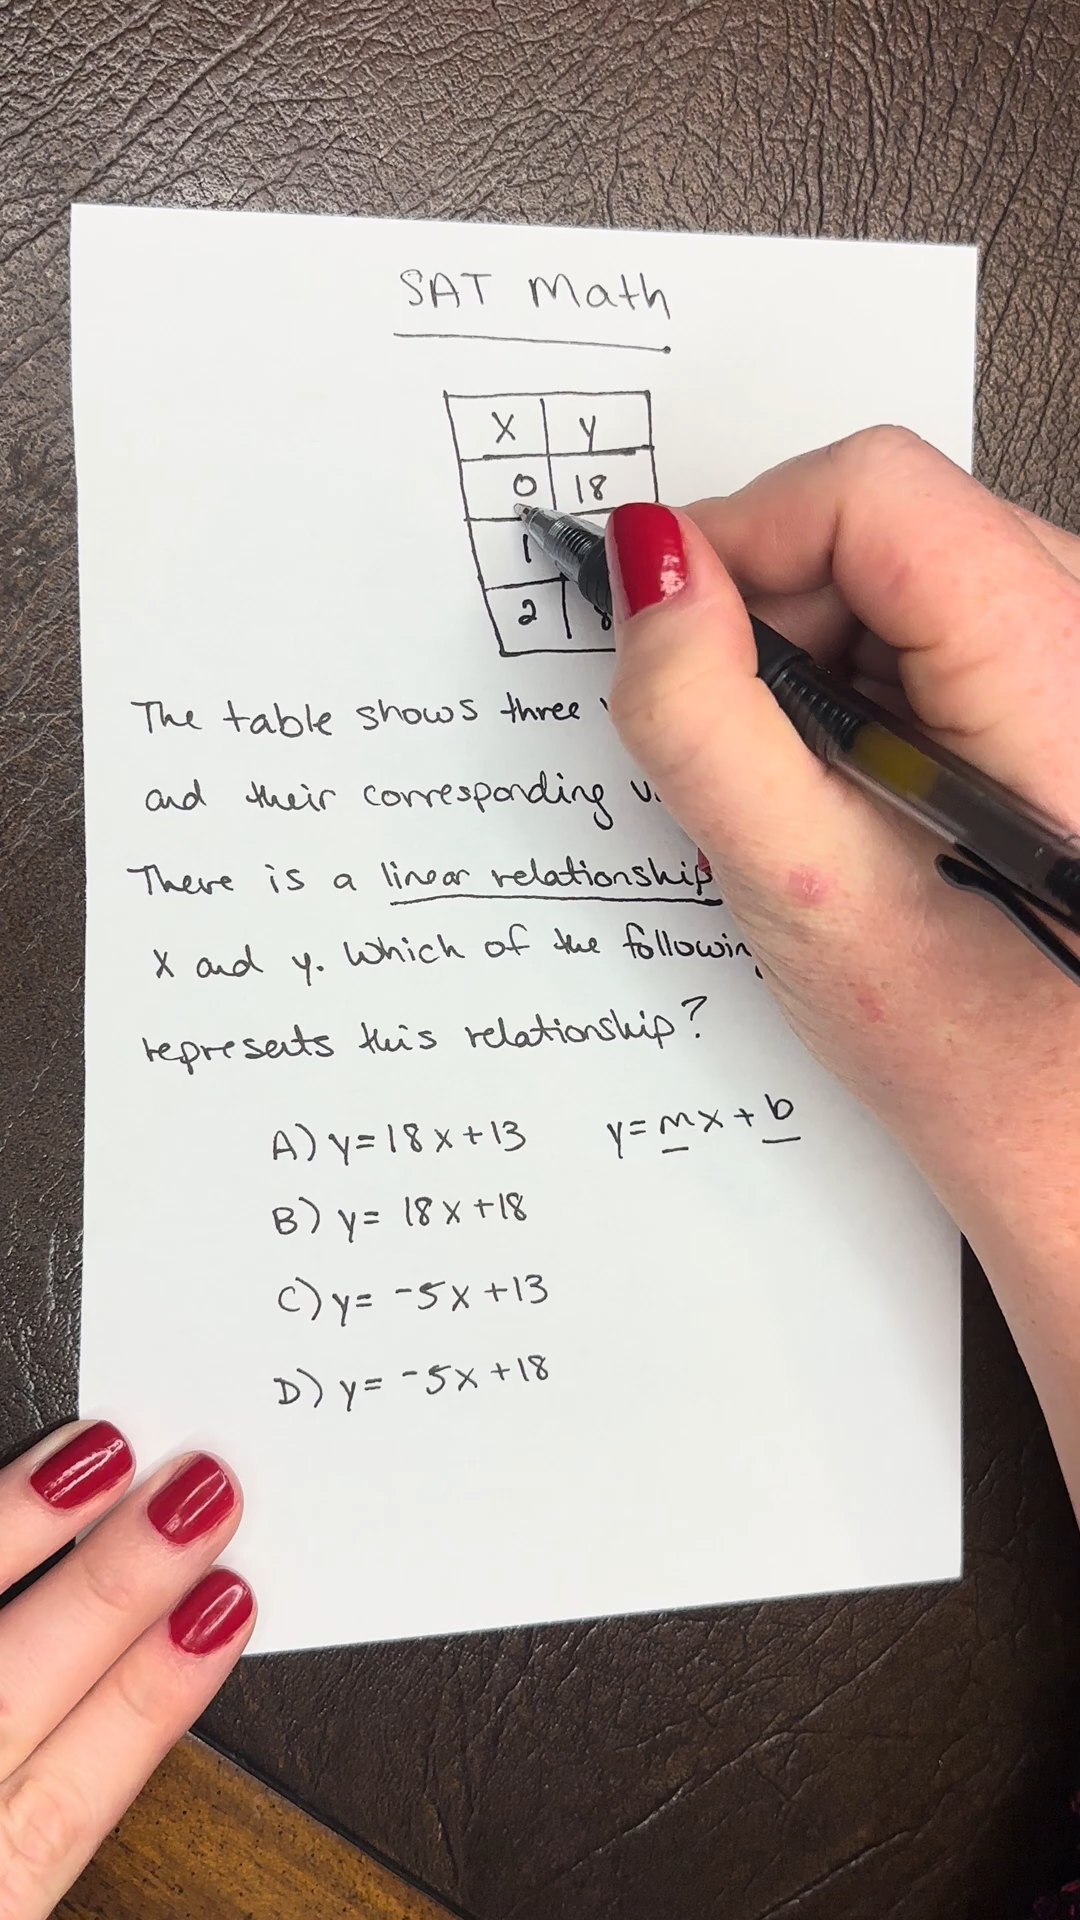 SAT Math
X y
0 18
1
2 8
The table shows three
and their corresponding
There is a linear relationship
x and y. Which of the
represents this relationship?
A) y=18x+13 y=mx+b
B) y= 18x+18
C) y= -5x+13
D) y= -5x+18